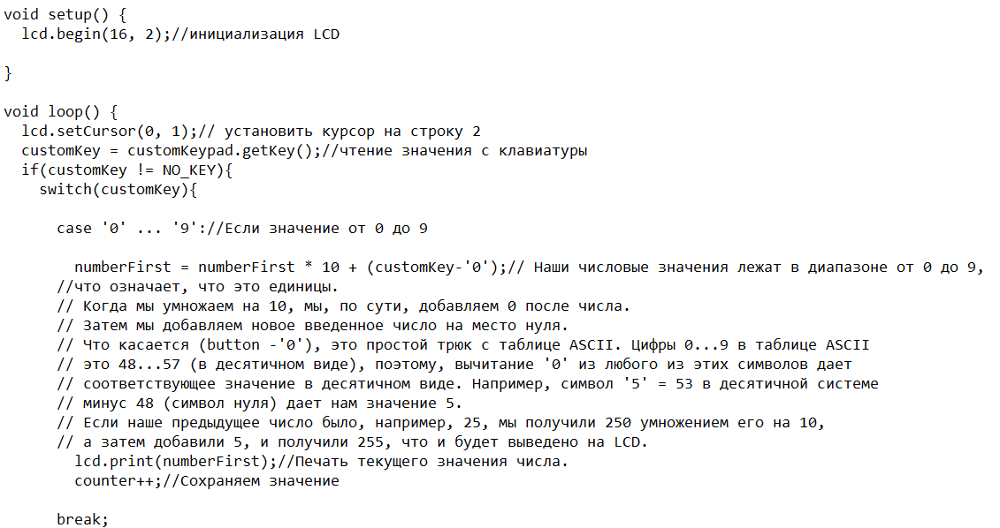 void setup() {
  lcd.begin(16, 2);//инициализация LCD

}

void loop() {
  lcd.setCursor(0, 1);// установить курсор на строку 2
  customKey = customKeypad.getKey();//чтение значения с клавиатуры
  if(customKey != NO_KEY){
    switch(customKey){

      case '0' ... '9'://Если значение от 0 до 9

        numberFirst = numberFirst * 10 + (customKey-'0');// Наши числовые значения лежат в диапазоне от 0 до 9,
      //что означает, что это единицы.
      // Когда мы умножаем на 10, мы, по сути, добавляем 0 после числа.
      // Затем мы добавляем новое введенное число на место нуля.
      // Что касается (button -'0'), это простой трюк с таблице ASCII. Цифры 0...9 в таблице ASCII
      // это 48...57 (в десятичном виде), поэтому, вычитание '0' из любого из этих символов дает
      // соответствующее значение в десятичном виде. Например, символ '5' = 53 в десятичной системе
      // минус 48 (символ нуля) дает нам значение 5.
      // Если наше предыдущее число было, например, 25, мы получили 250 умножением его на 10,
      // а затем добавили 5, и получили 255, что и будет выведено на LCD.
        lcd.print(numberFirst);//Печать текущего значения числа.
        counter++;//Сохраняем значение

      break;